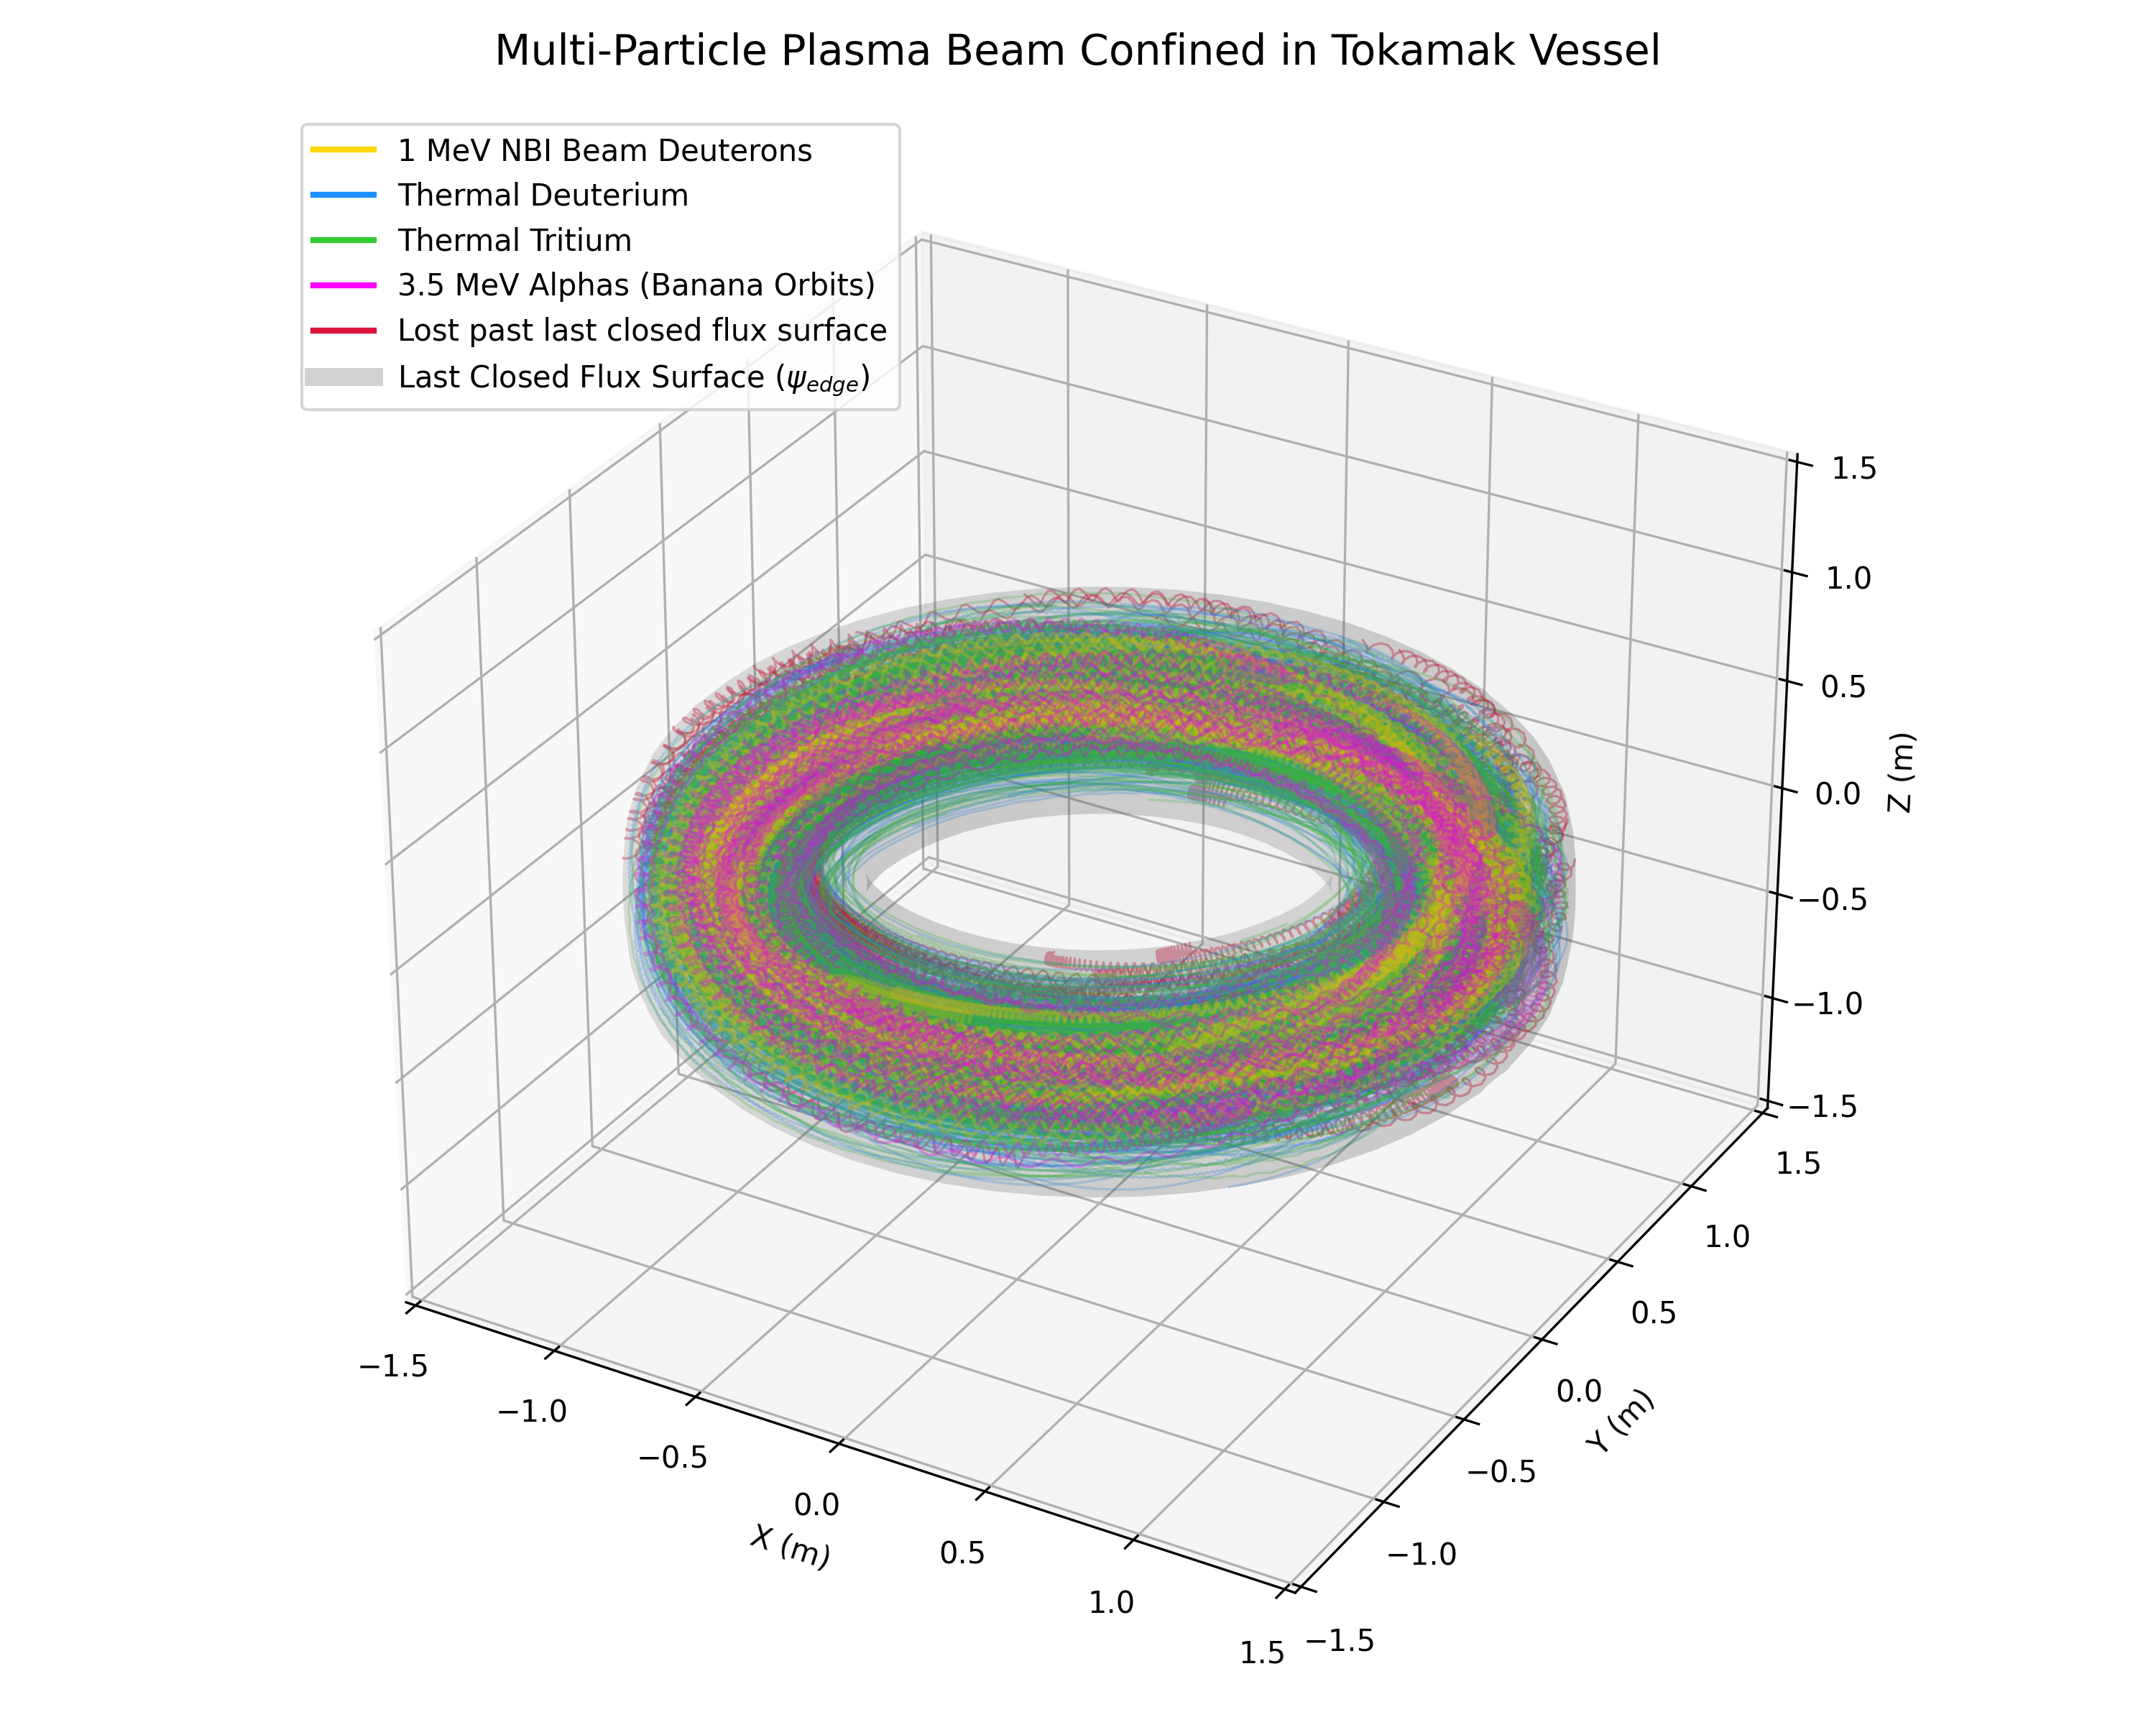 Multi-Particle Plasma Beam Confined in Tokamak Vessel
1 MeV NBI Beam Deuterons
Thermal Deuterium
Thermal Tritium
3.5 MeV Alphas (Banana Orbits)
Lost past last closed flux surface
Last Closed Flux Surface (ψ_edge)
1.5
1.0
0.5
0.0
−0.5
−1.0
−1.5
Z (m)
1.5
1.0
0.5
0.0
−0.5
−1.0
−1.5
Y (m)
−1.5
−1.0
−0.5
0.0
0.5
1.0
1.5
X (m)